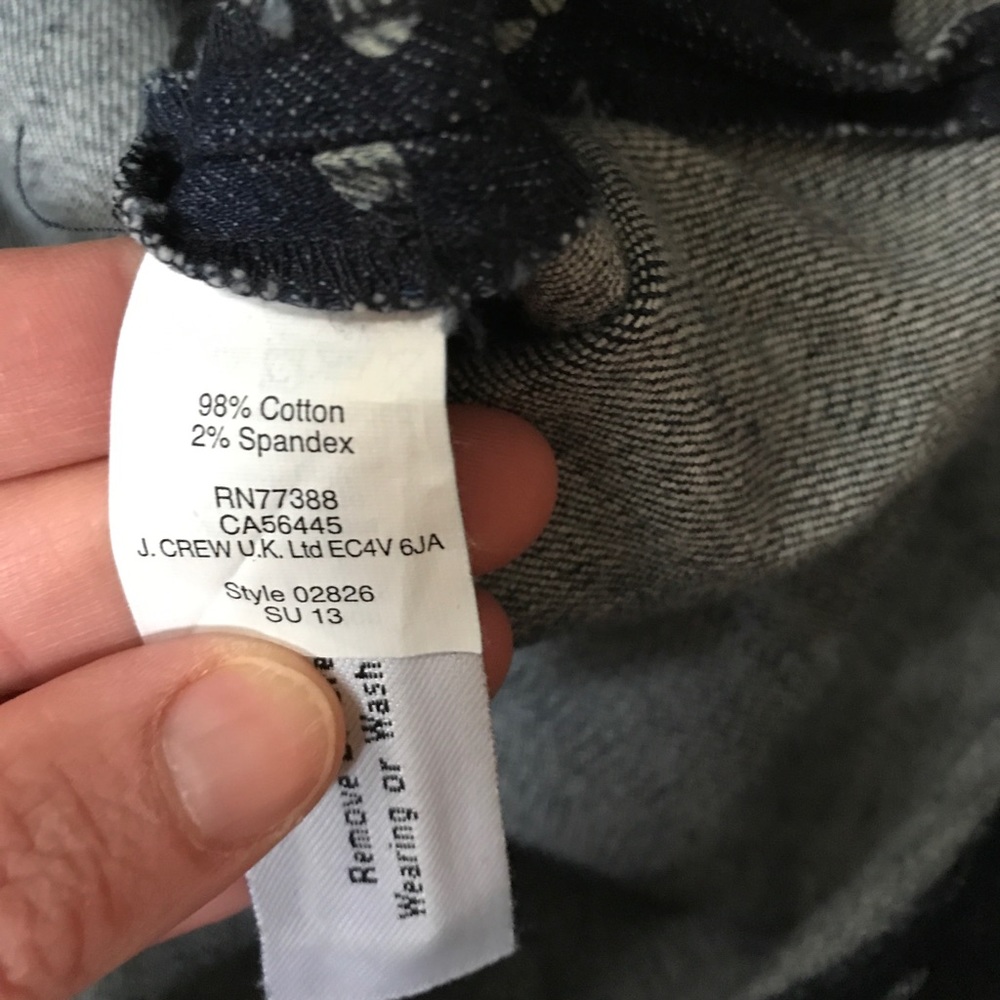 98% Cotton
2% Spandex
RN77388
CA56445
J. CREW U.K. Ltd EC4V 6JA
Style 02826
SU 13
Remove
Wearing or Wash